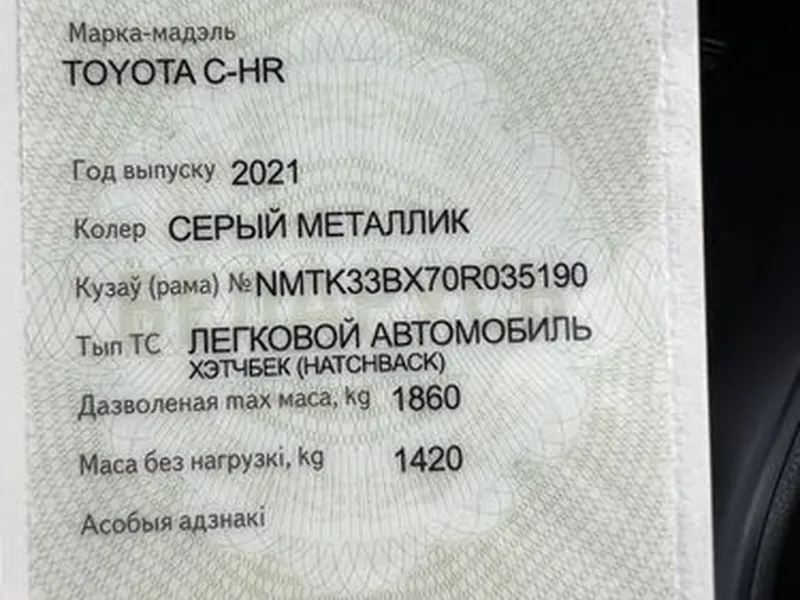 Марка-мадэль
TOYOTA C-HR
Год выпуску 2021
Колер СЕРЫЙ МЕТАЛЛИК
Кузаў (рама) №NMTK33BX70R035190
Тып ТС ЛЕГКОВОЙ АВТОМОБИЛЬ
ХЭТЧБЕК (HATCHBACK)
Дазволеная max маса, kg 1860
Маса без нагрузкі, kg 1420
Асобыя адзнакі